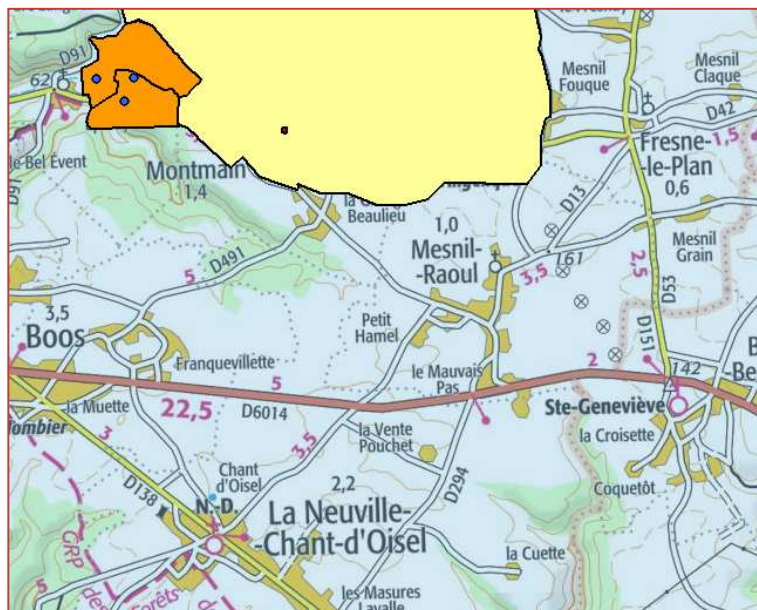 D91
62
le-Bel Évent
D91
Montmain
1,4
Beaulieu
Mesnil
Fouque
Mesnil
Claque
D42
1,5
Fresne-
-le-Plan
0,6
D13
Mesnil
Grain
D53
2,5
1,0
Mesnil-
-Raoul
161
3,5
D491
5
3,5
Boos
Petit
Hamel
Franquevillette
le Mauvais
Pas
2
D151
142
la Muette
22,5
5
D6014
Ste-Geneviève
la Croisette
Coquetôt
3
la Vente
Pouchet
3,5
D294
Chant
d'Oisel
D138
N.-D.
2,2
La Neuville-
-Chant-d'Oisel
la Cuette
GRP
5
Forêts
les Masures